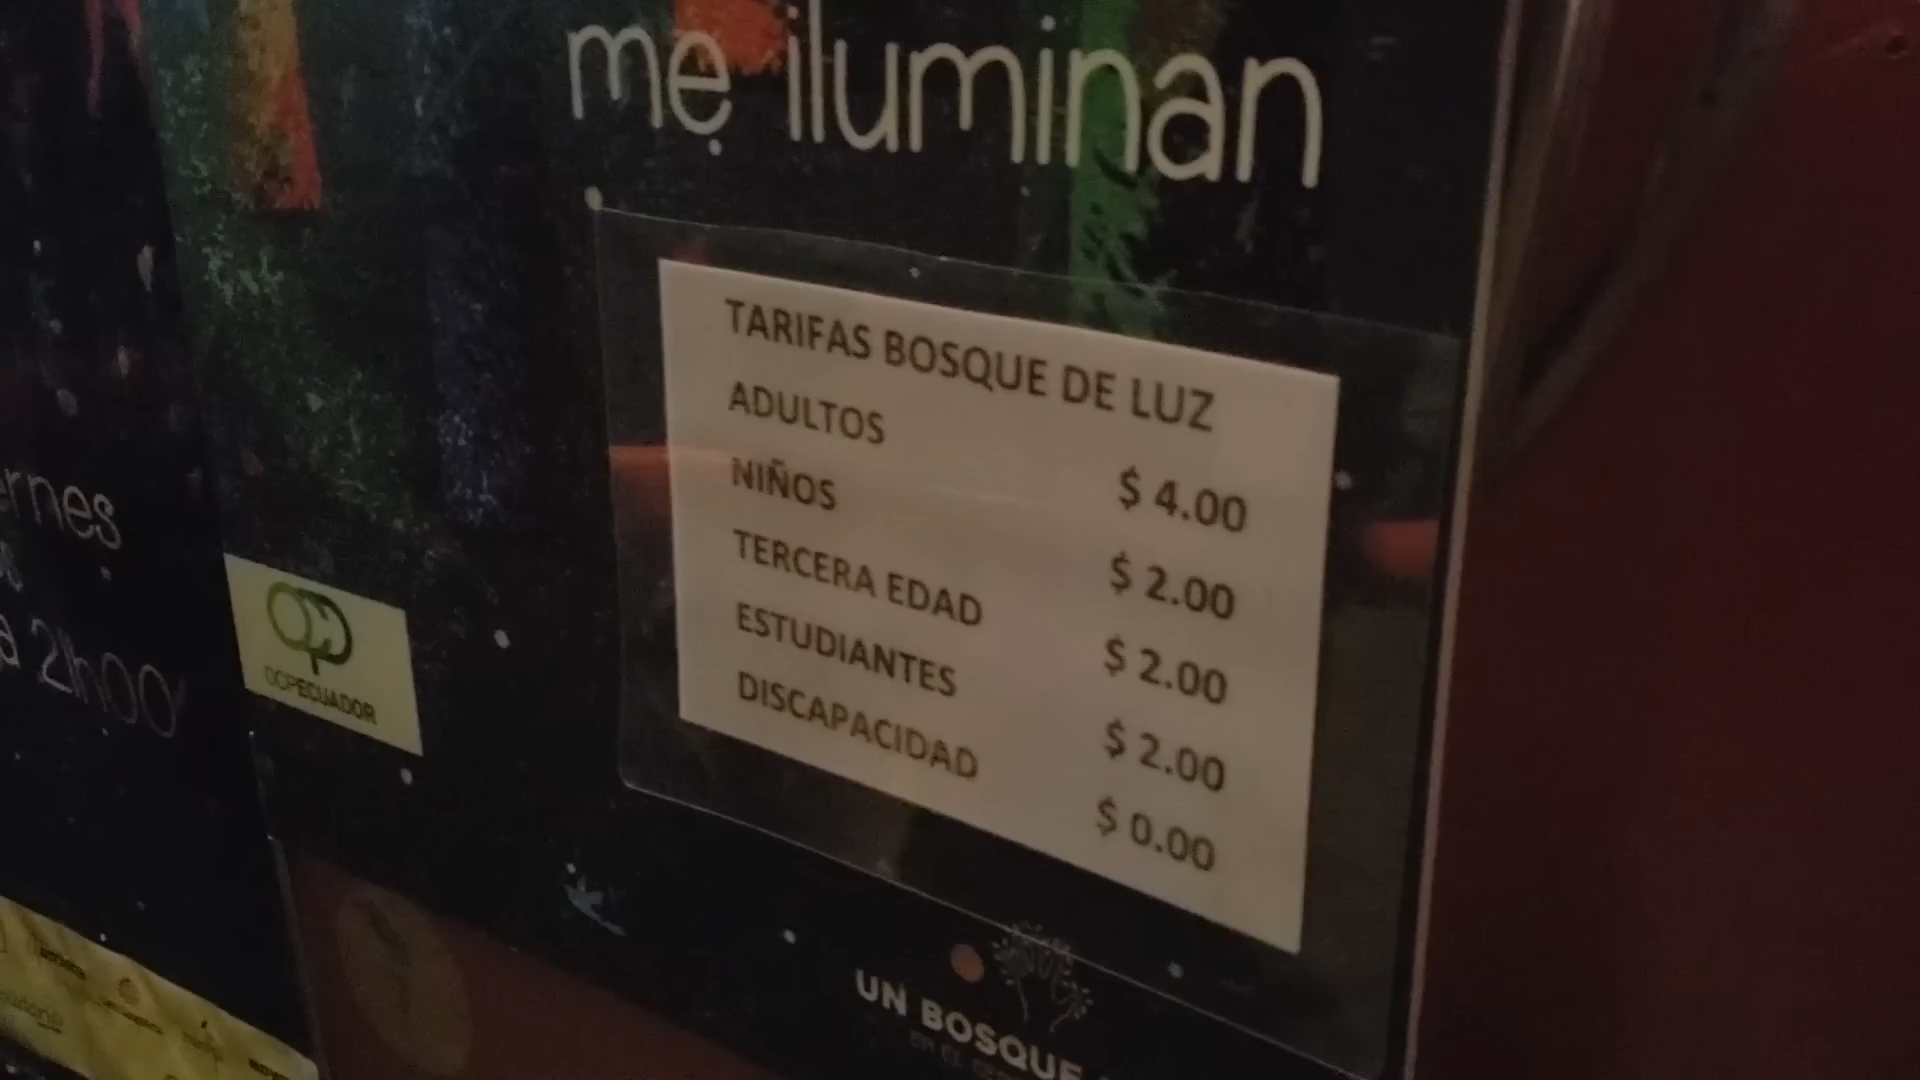 me iluminan
TARIFAS BOSQUE DE LUZ
ADULTOS $ 4.00
NIÑOS $ 2.00
TERCERA EDAD $ 2.00
ESTUDIANTES $ 2.00
DISCAPACIDAD $ 0.00
ernes
a 21h00
OCPECUADOR
UN BOSQUE